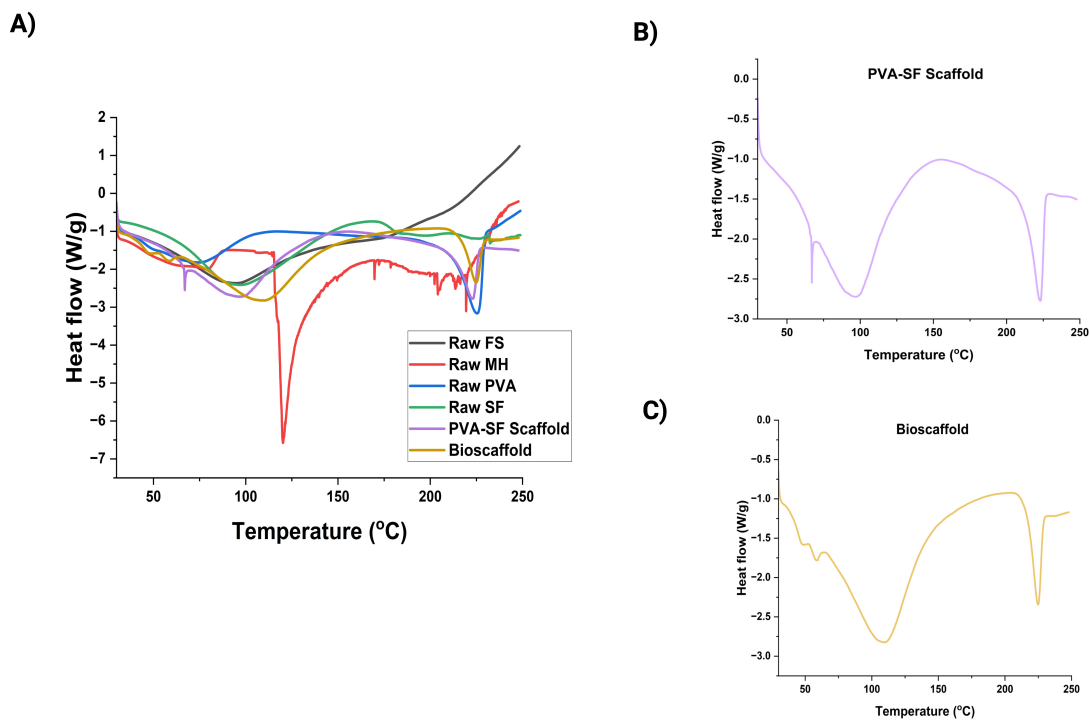 A)
2
1
0
−1
−2
−3
−4
−5
−6
−7
Heat flow (W/g)
50
100
150
200
250
Temperature (°C)
Raw FS
Raw MH
Raw PVA
Raw SF
PVA-SF Scaffold
Bioscaffold
B)
PVA-SF Scaffold
0.0
−0.5
−1.0
−1.5
−2.0
−2.5
−3.0
Heat flow (W/g)
50
100
150
200
250
Temperature (°C)
C)
Bioscaffold
0.0
−0.5
−1.0
−1.5
−2.0
−2.5
−3.0
Heat flow (W/g)
50
100
150
200
250
Temperature (°C)